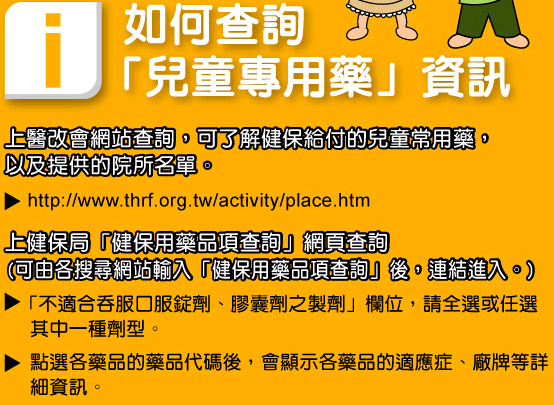 i
如何查詢
「兒童專用藥」資訊
上醫改會網站查詢，可了解健保給付的兒童常用藥，
以及提供的院所名單。
▶ http://www.thrf.org.tw/activity/place.htm
上健保局「健保用藥品項查詢」網頁查詢
(可由各搜尋網站輸入「健保用藥品項查詢」後，連結進入。)
▶「不適合吞服口服錠劑、膠囊劑之製劑」欄位，請全選或任選
其中一種劑型。
▶ 點選各藥品的藥品代碼後，會顯示各藥品的適應症、廠牌等詳
細資訊。